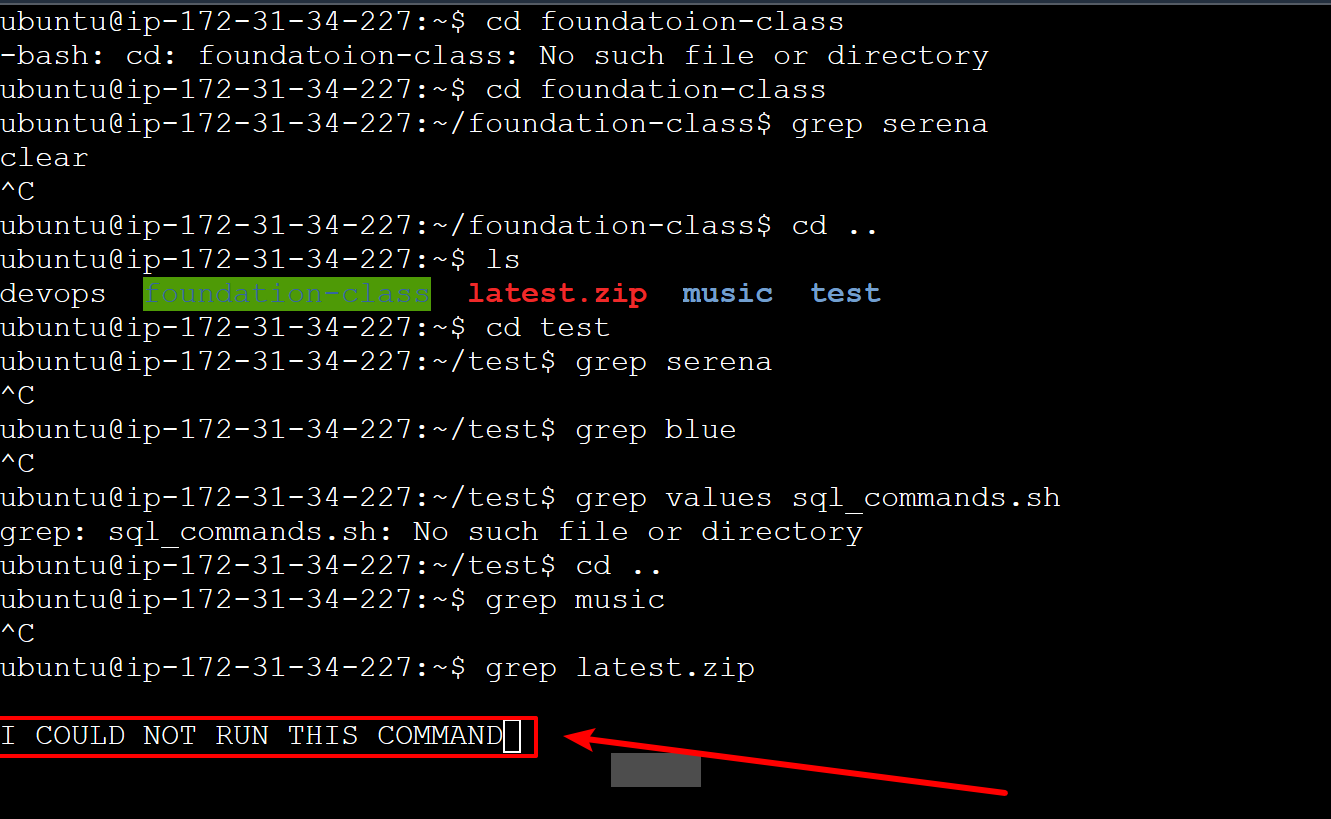 ubuntu@ip-172-31-34-227:~$ cd foundatoion-class
-bash: cd: foundatoion-class: No such file or directory
ubuntu@ip-172-31-34-227:~$ cd foundation-class
ubuntu@ip-172-31-34-227:~/foundation-class$ grep serena
clear
^C
ubuntu@ip-172-31-34-227:~/foundation-class$ cd ..
ubuntu@ip-172-31-34-227:~$ ls
devops  foundation-class  latest.zip  music  test
ubuntu@ip-172-31-34-227:~$ cd test
ubuntu@ip-172-31-34-227:~/test$ grep serena
^C
ubuntu@ip-172-31-34-227:~/test$ grep blue
^C
ubuntu@ip-172-31-34-227:~/test$ grep values sql_commands.sh
grep: sql_commands.sh: No such file or directory
ubuntu@ip-172-31-34-227:~/test$ cd ..
ubuntu@ip-172-31-34-227:~$ grep music
^C
ubuntu@ip-172-31-34-227:~$ grep latest.zip
I COULD NOT RUN THIS COMMAND